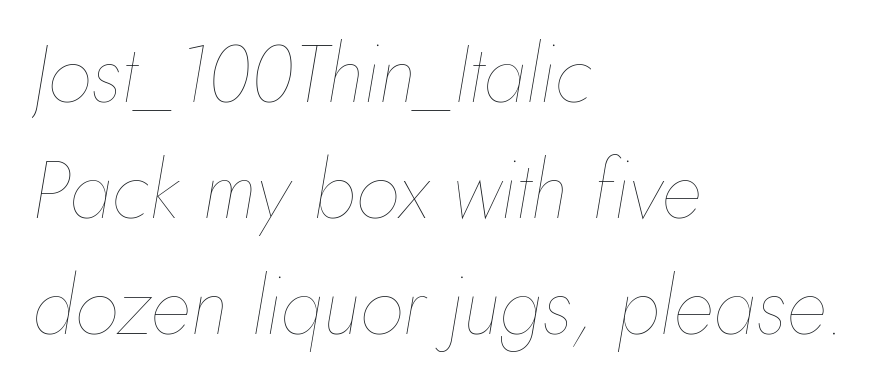 Jost_100Thin_Italic
Pack my box with five
dozen liquor jugs, please.